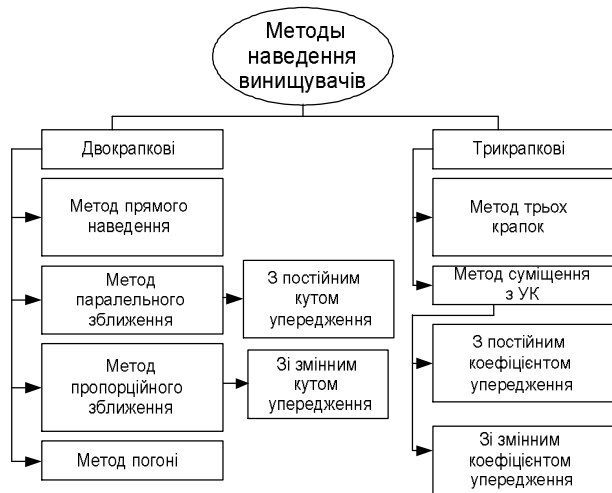 Методы
наведення
винищувачів
Двокрапкові
Метод прямого
наведення
Метод
паралельного
зближення
З постійним
кутом
упередження
Метод
пропорційного
зближення
Зі змінним
кутом
упередження
Метод погоні
Трикрапкові
Метод трьох
крапок
Метод суміщення
з УК
З постійним
коефіцієнтом
упередження
Зі змінним
коефіцієнтом
упередження